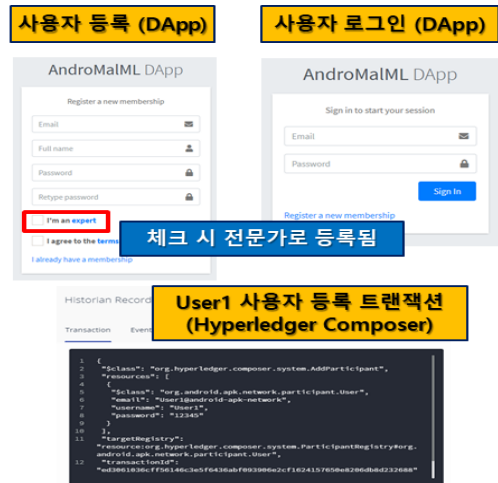 사용자 등록 (DApp)
사용자 로그인 (DApp)
AndroMalML DApp
Register a new membership
Email
Full name
Password
Retype password
I'm an expert
I agree to the terms
I already have a membership
AndroMalML DApp
Sign in to start your session
Email
Password
Sign In
Register a new membership
체크 시 전문가로 등록됨
Historian Record
User1 사용자 등록 트랜잭션
(Hyperledger Composer)
Transaction
1 {
2 "$class": "org.hyperledger.composer.system.AddParticipant",
3 "resources": [
4 {
5 "$class": "org.android.apk.network.participant.User",
6 "email": "User1@android-apk-network",
7 "username": "User1",
8 "password": "12345"
9 }
10 ],
11 "targetRegistry":
"resource:org.hyperledger.composer.system.ParticipantRegistry#org.
android.apk.network.participant.User",
12 "transactionId":